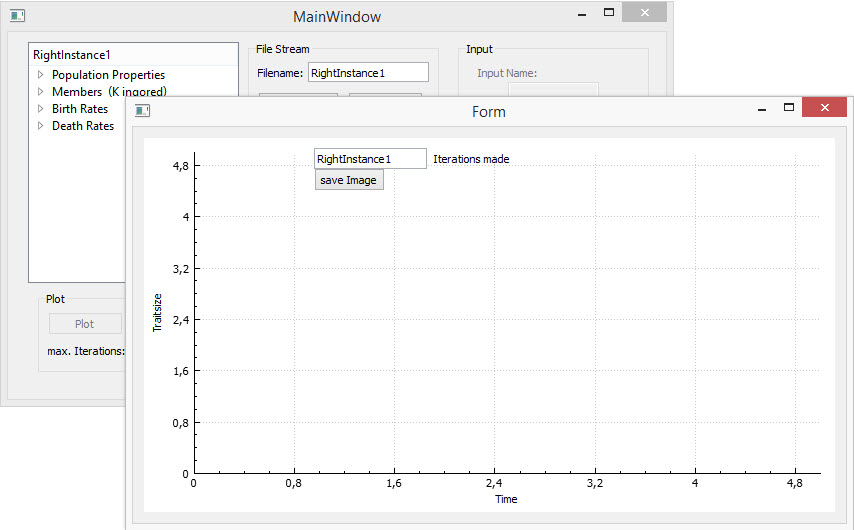 MainWindow
RightInstance1
Population Properties
Members (K ingored)
Birth Rates
Death Rates
File Stream
Filename: RightInstance1
Input
Input Name:
Plot
Plot
max. Iterations:
Form
RightInstance1 Iterations made
save Image
4,8
4
3,2
2,4
1,6
0,8
0
Traitsize
0 0,8 1,6 2,4 3,2 4 4,8
Time